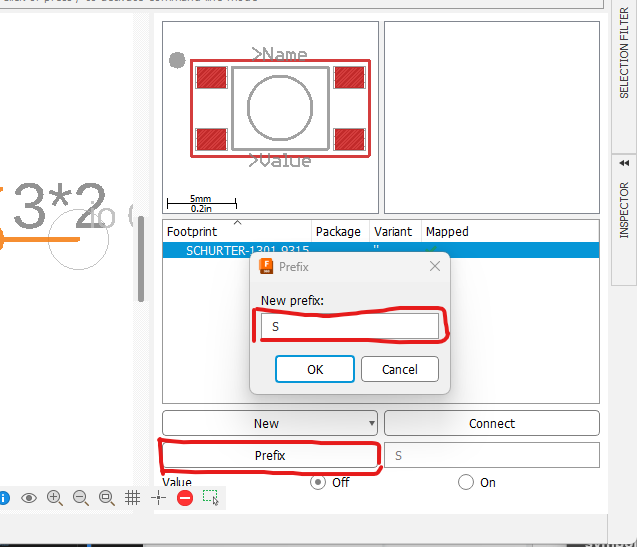 SELECTION FILTER
INSPECTOR
>Name
>Value
5mm
0.2in
3*2
Footprint Package Variant Mapped
SCHURTER-1301.9315 ''
Prefix
New prefix:
S
OK Cancel
New Connect
Prefix S
Value Off On